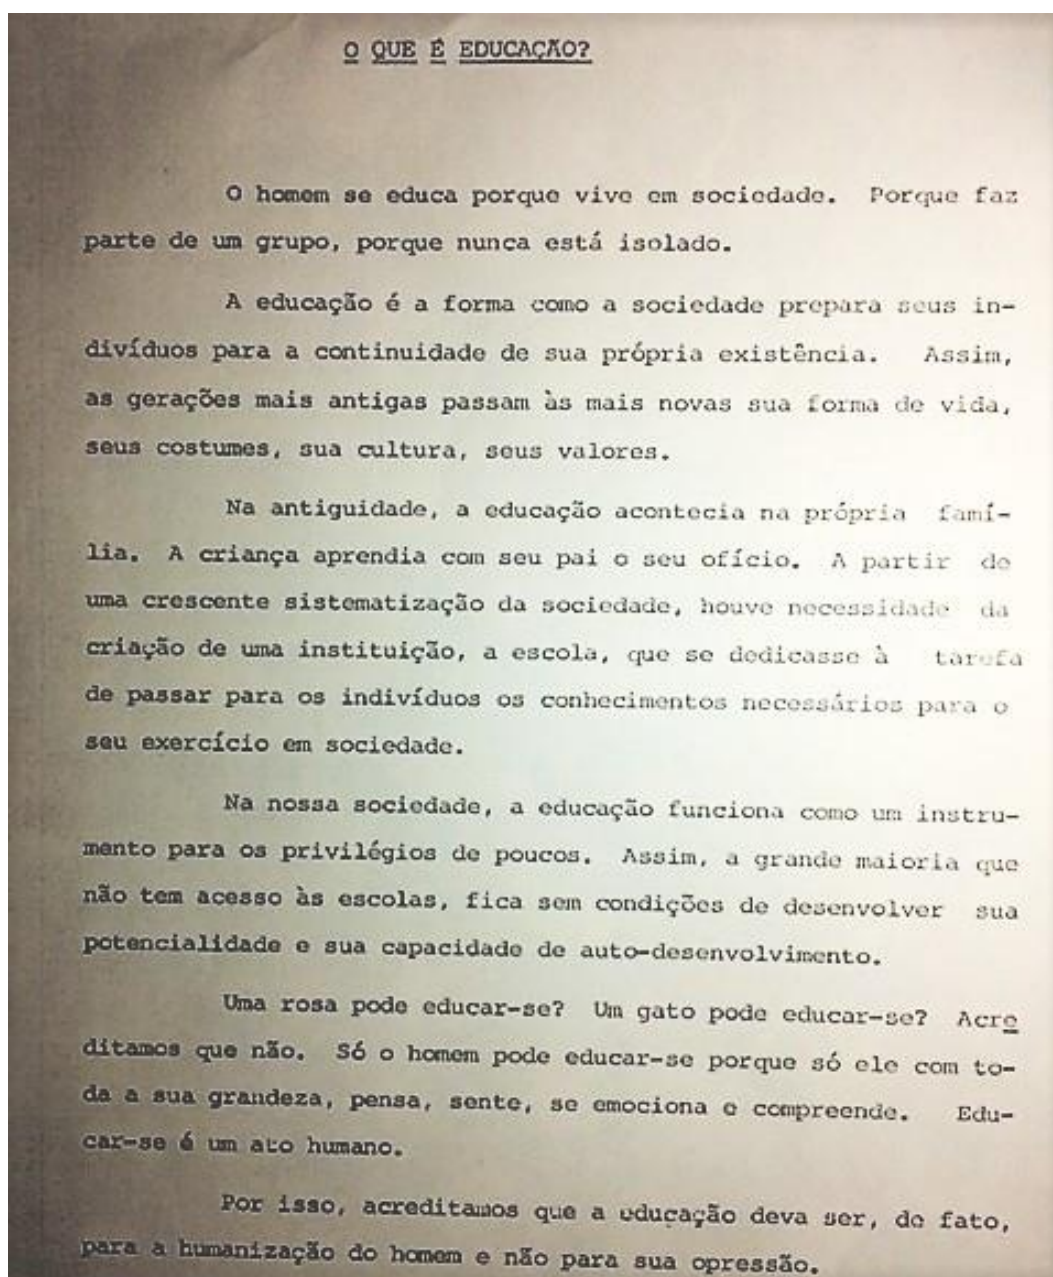 O QUE É EDUCAÇÃO?
O homem se educa porque vive em sociedade. Porque faz
parte de um grupo, porque nunca está isolado.
A educação é a forma como a sociedade prepara seus in-
divíduos para a continuidade de sua própria existência. Assim,
as gerações mais antigas passam às mais novas sua forma de vida,
seus costumes, sua cultura, seus valores.
Na antiguidade, a educação acontecia na própria famí-
lia. A criança aprendia com seu pai o seu ofício. A partir de
uma crescente sistematização da sociedade, houve necessidade da
criação de uma instituição, a escola, que se dedicasse à tarefa
de passar para os indivíduos os conhecimentos necessários para o
seu exercício em sociedade.
Na nossa sociedade, a educação funciona como um instru-
mento para os privilégios de poucos. Assim, a grande maioria que
não tem acesso às escolas, fica sem condições de desenvolver sua
potencialidade e sua capacidade de auto-desenvolvimento.
Uma rosa pode educar-se? Um gato pode educar-se? Acre
ditamos que não. Só o homem pode educar-se porque só ele com to-
da a sua grandeza, pensa, sente, se emociona e compreende. Edu-
car-se é um ato humano.
Por isso, acreditamos que a educação deva ser, de fato,
para a humanização do homem e não para sua opressão.